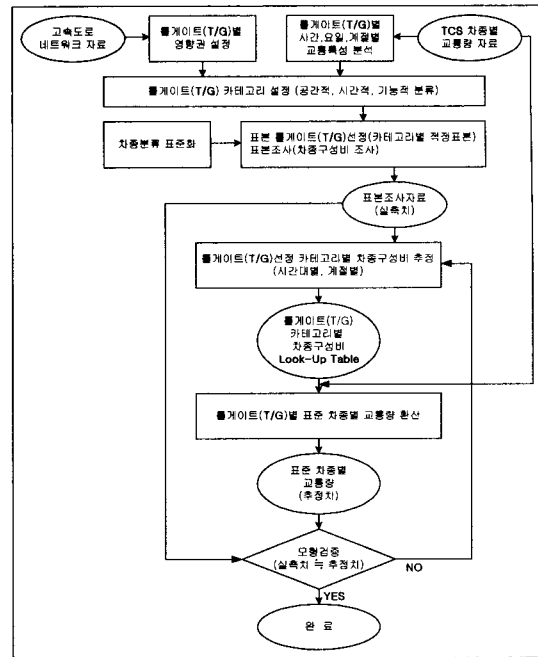 고속도로
네트워크 자료
톨게이트(T/G)별
영향권 설정
톨게이트(T/G)별
시간,요일,계절별
교통특성 분석
TCS 차종별
교통량 자료
톨게이트(T/G) 카테고리 설정 (공간적, 시간적, 기능적 분류)
차종분류 표준화
표본 톨게이트(T/G)선정(카테고리별 적정표본)
표본조사(차종구성비 조사)
표본조사자료
(실측치)
톨게이트(T/G)선정 카테고리별 차종구성비 추정
(시간대별, 계절별)
톨게이트(T/G)
카테고리별
차종구성비
Look-Up Table
톨게이트(T/G)별 표준 차종별 교통량 환산
표준 차종별
교통량
(추정치)
모형검증
(실측치 ≒ 추정치)
NO
YES
완 료